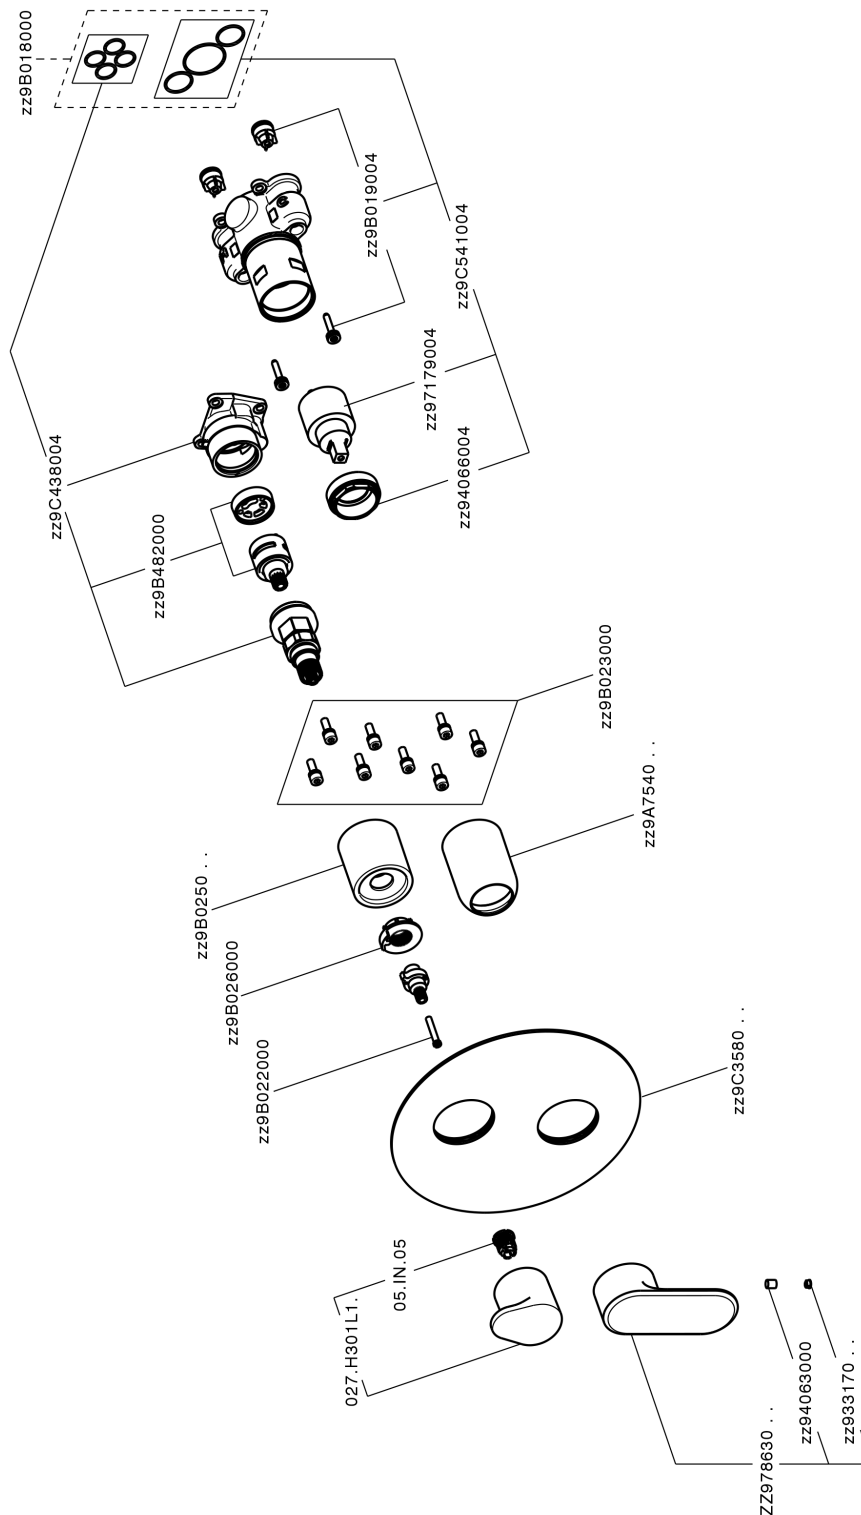 zz9B018000
zz9B019004
zz9C541004
zz97179004
zz94066004
zz9C438004
zz9B482000
zz9B023000
zz9A7540 . .
zz9B0250 . .
zz9B026000
zz9B022000
zz9C3580 . .
05.IN.05
027.H301L1.
zz94063000
zz933170 . .
ZZ978630 . .